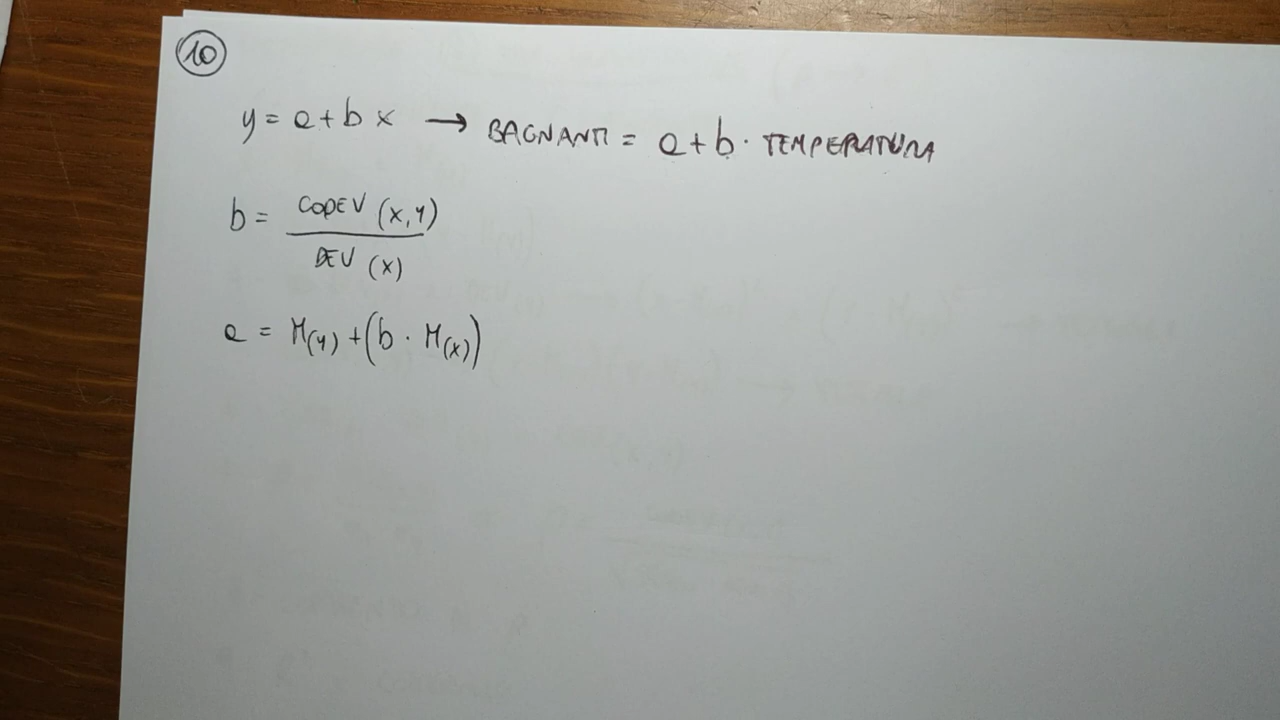 10
y = a + b x → BAGNANTI = a + b · TEMPERATURA
b = CODEV (x,y) / DEV (x)
a = M(y) + (b · M(x))